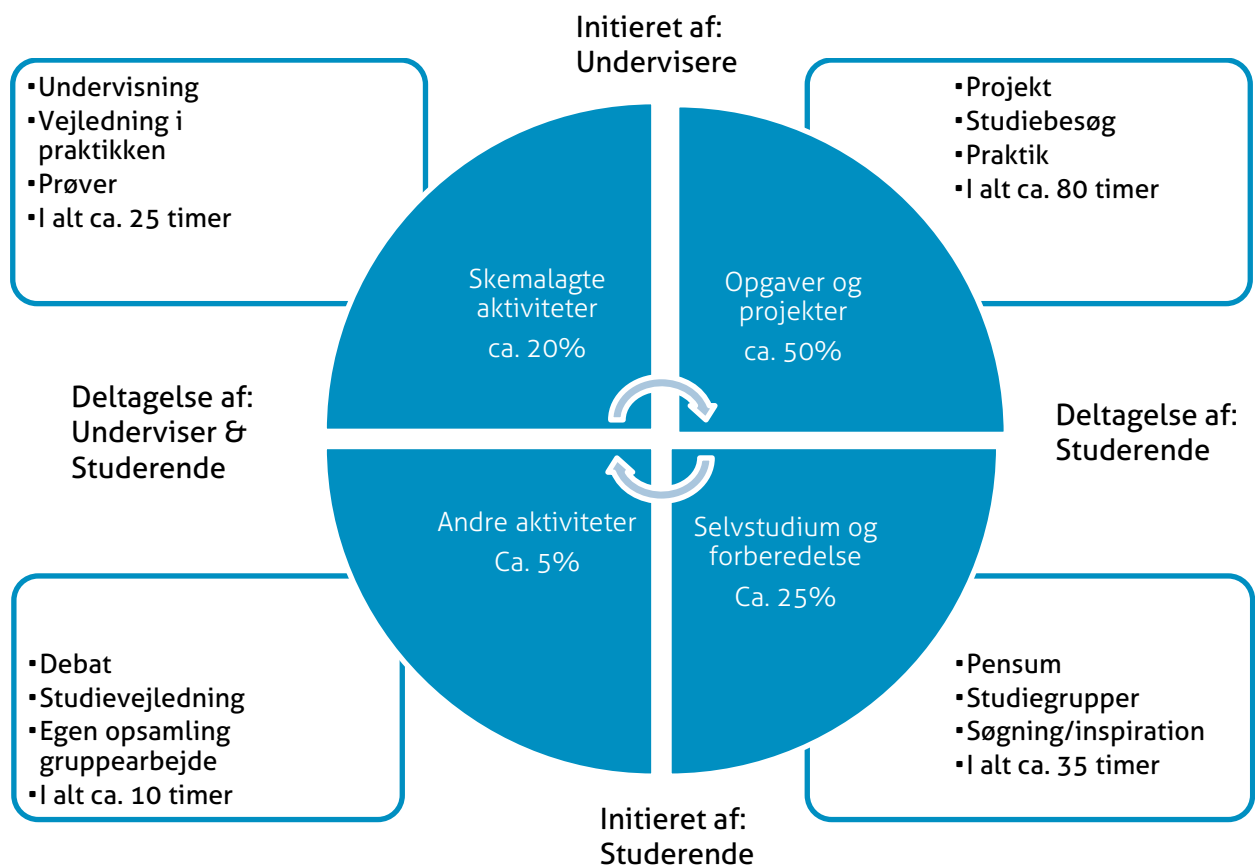 Initieret af:
Undervisere
▪Undervisning
▪Vejledning i
praktikken
▪Prøver
▪I alt ca. 25 timer
▪Projekt
▪Studiebesøg
▪Praktik
▪I alt ca. 80 timer
Skemalagte
aktiviteter
ca. 20%
Opgaver og
projekter
ca. 50%
Deltagelse af:
Underviser &
Studerende
Deltagelse af:
Studerende
Andre aktiviteter
Ca. 5%
Selvstudium og
forberedelse
Ca. 25%
▪Debat
▪Studievejledning
▪Egen opsamling
gruppearbejde
▪I alt ca. 10 timer
▪Pensum
▪Studiegrupper
▪Søgning/inspiration
▪I alt ca. 35 timer
Initieret af:
Studerende